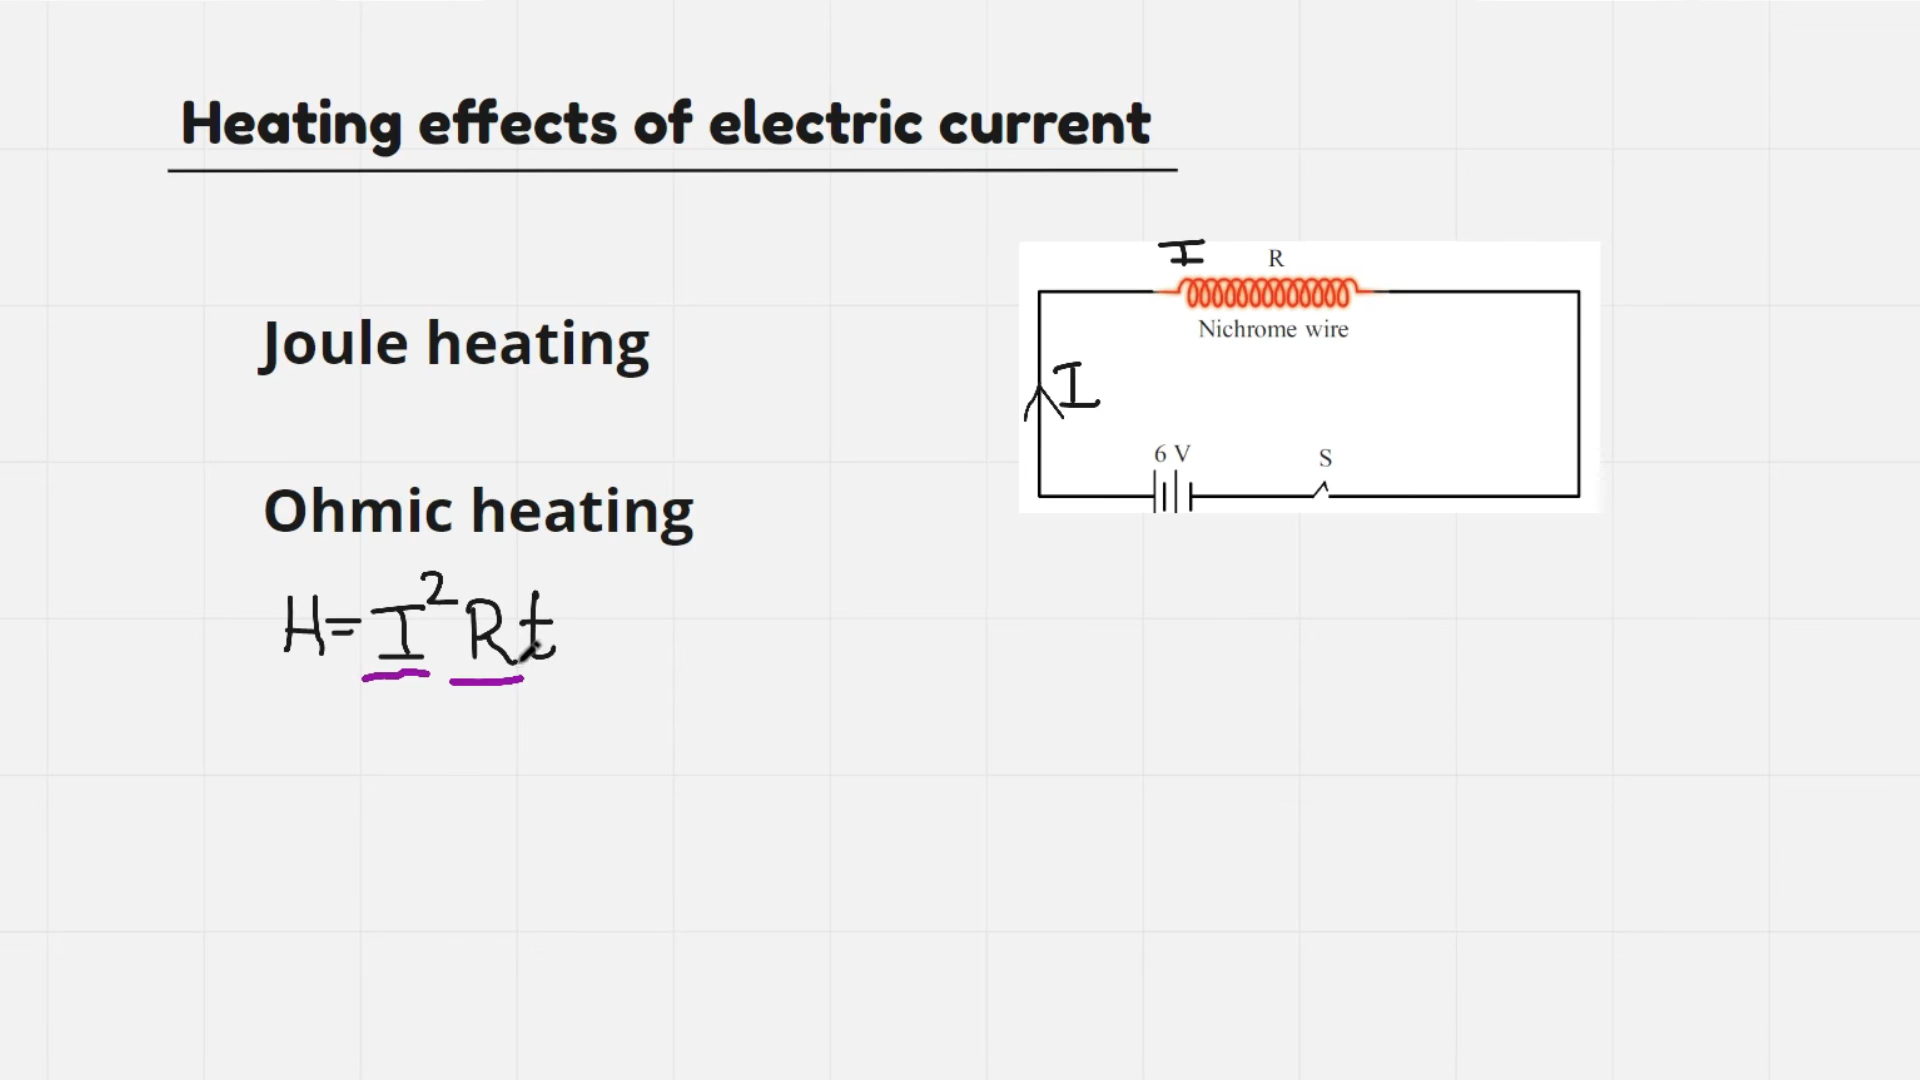 Heating effects of electric current
Joule heating
Ohmic heating
H=I²Rt
I
R
Nichrome wire
I
6 V
S